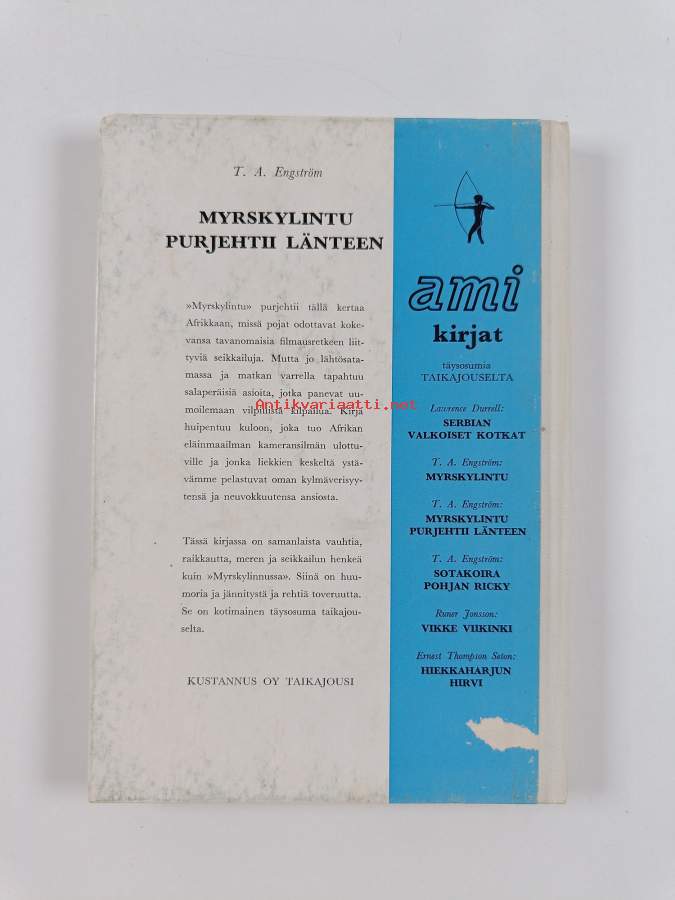 T. A. Engström
MYRSKYLINTU
PURJEHTII LÄNTEEN
»Myrskylintu» purjehtii tällä kertaa
Afrikkaan, missä pojat odottavat koke-
vansa tavanomaisia filmausretkeen liit-
tyviä seikkailuja. Mutta jo lähtösata-
massa ja matkan varrella tapahtuu
salaperäisiä asioita, jotka panevat uu-
moilemaan vilpillistä kilpailua. Kirja
huipentuu kuloon, joka tuo Afrikan
eläinmaailman kameransilmän ulottu-
ville ja jonka liekkien keskeltä ystä-
vämme pelastuvat oman kylmäverisyy-
tensä ja neuvokkuutensa ansiosta.
Tässä kirjassa on samanlaista vauhtia,
raikkautta, meren ja seikkailun henkeä
kuin »Myrskylinnussa». Siinä on huu-
moria ja jännitystä ja rehtiä toveruutta.
Se on kotimainen täysosuma taikajou-
selta.
KUSTANNUS OY TAIKAJOUSI
ami
kirjat
täysosumia
TAIKAJOUSELTA
Lawrence Durrell:
SERBIAN
VALKOISET KOTKAT
T. A. Engström:
MYRSKYLINTU
T. A. Engström:
MYRSKYLINTU
PURJEHTII LÄNTEEN
T. A. Engström:
SOTAKOIRA
POHJAN RICKY
Runer Jonsson:
VIKKE VIIKINKI
Ernest Thompson Seton:
HIEKKAHARJUN
HIRVI
Antikvariaatti.net